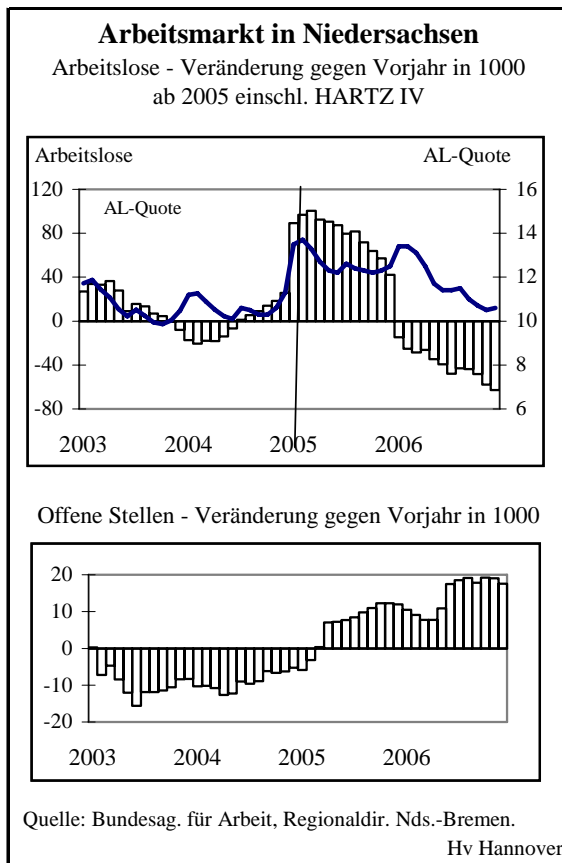 Arbeitsmarkt in Niedersachsen
Arbeitslose - Veränderung gegen Vorjahr in 1000
ab 2005 einschl. HARTZ IV
Arbeitslose AL-Quote
AL-Quote
120 16
80 14
40 12
0 10
-40 8
-80 6
2003 2004 2005 2006
Offene Stellen - Veränderung gegen Vorjahr in 1000
20
10
0
-10
-20
2003 2004 2005 2006
Quelle: Bundesag. für Arbeit, Regionaldir. Nds.-Bremen.
Hv Hannover